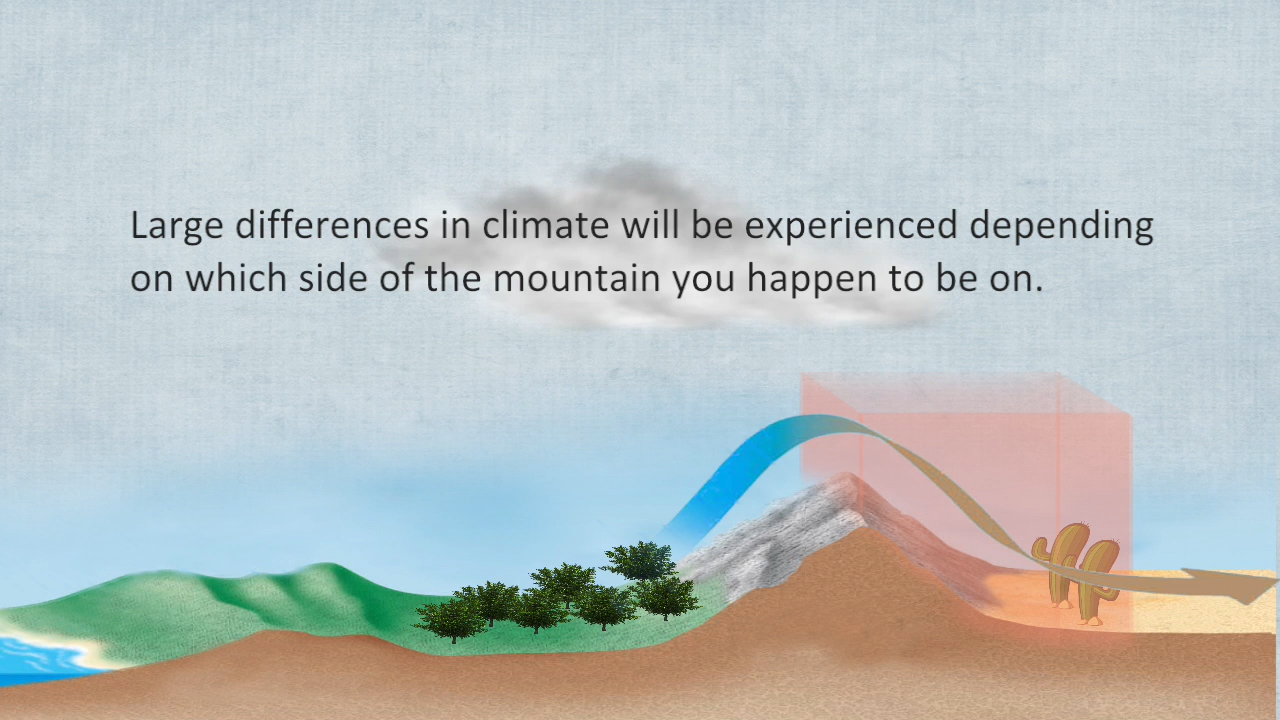 Large differences in climate will be experienced depending
on which side of the mountain you happen to be on.